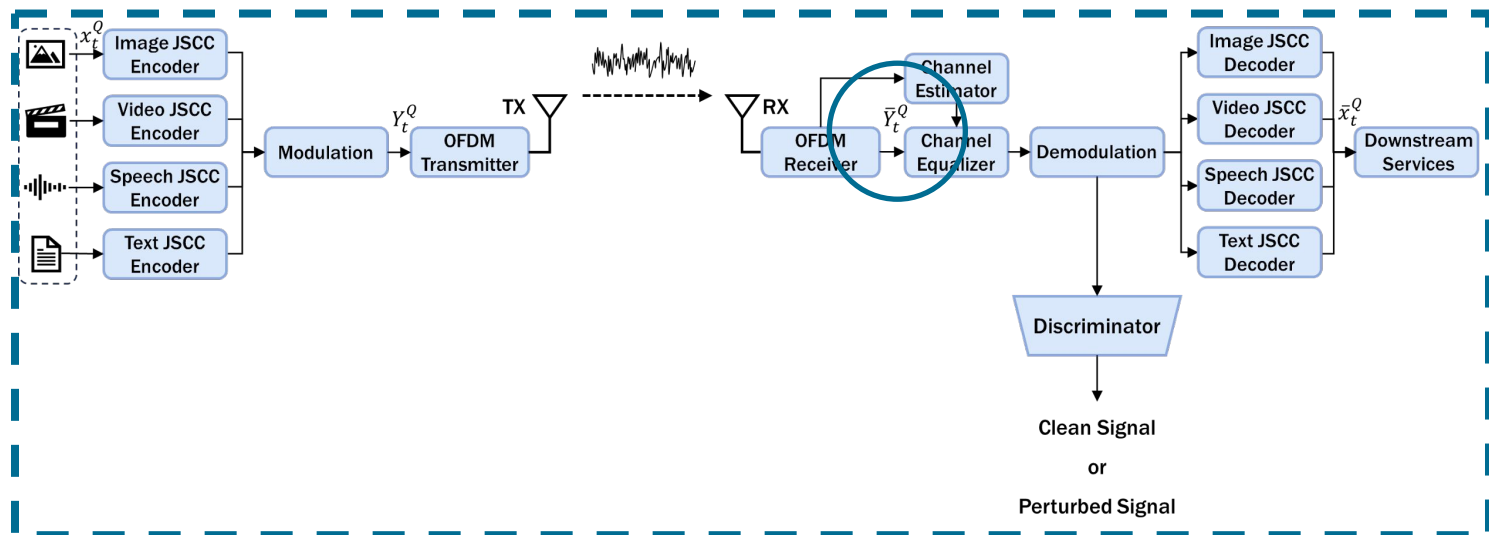 x_t^Q
Image JSCC
Encoder
Video JSCC
Encoder
Speech JSCC
Encoder
Text JSCC
Encoder
Modulation
Y_t^Q
OFDM
Transmitter
TX
RX
OFDM
Receiver
Channel
Estimator
Ȳ_t^Q
Channel
Equalizer
Demodulation
Image JSCC
Decoder
Video JSCC
Decoder
Speech JSCC
Decoder
Text JSCC
Decoder
x̄_t^Q
Downstream
Services
Discriminator
Clean Signal
or
Perturbed Signal